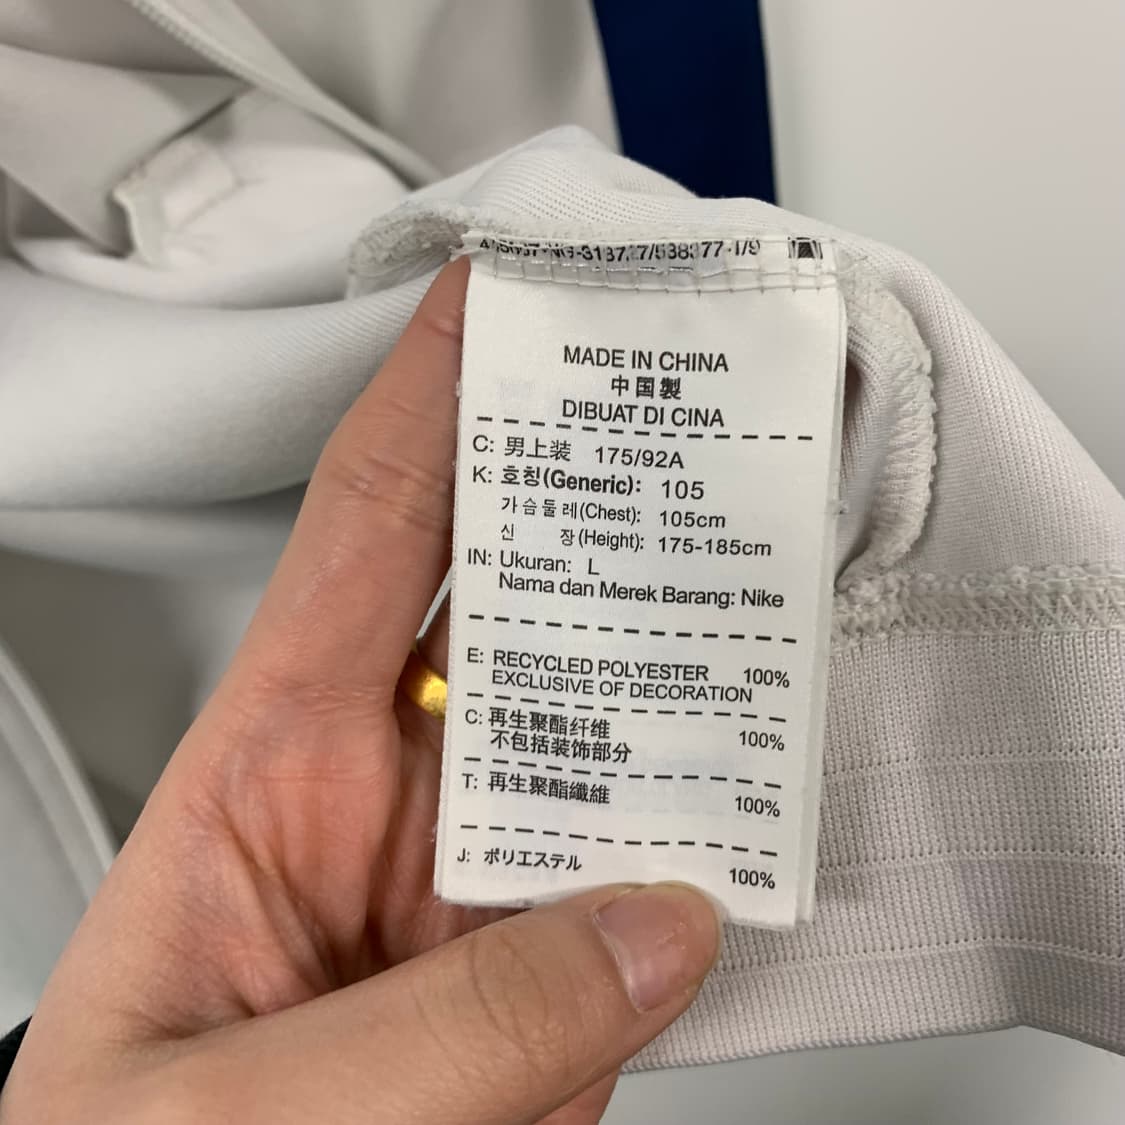 MADE IN CHINA
中国製
DIBUAT DI CINA
C: 男上装 175/92A
K: 호칭(Generic): 105
가슴둘레(Chest): 105cm
신 장(Height): 175-185cm
IN: Ukuran: L
Nama dan Merek Barang: Nike
E: RECYCLED POLYESTER 100%
EXCLUSIVE OF DECORATION
C: 再生聚酯纤维 100%
不包括装饰部分
T: 再生聚酯纖維 100%
J: ポリエステル 100%